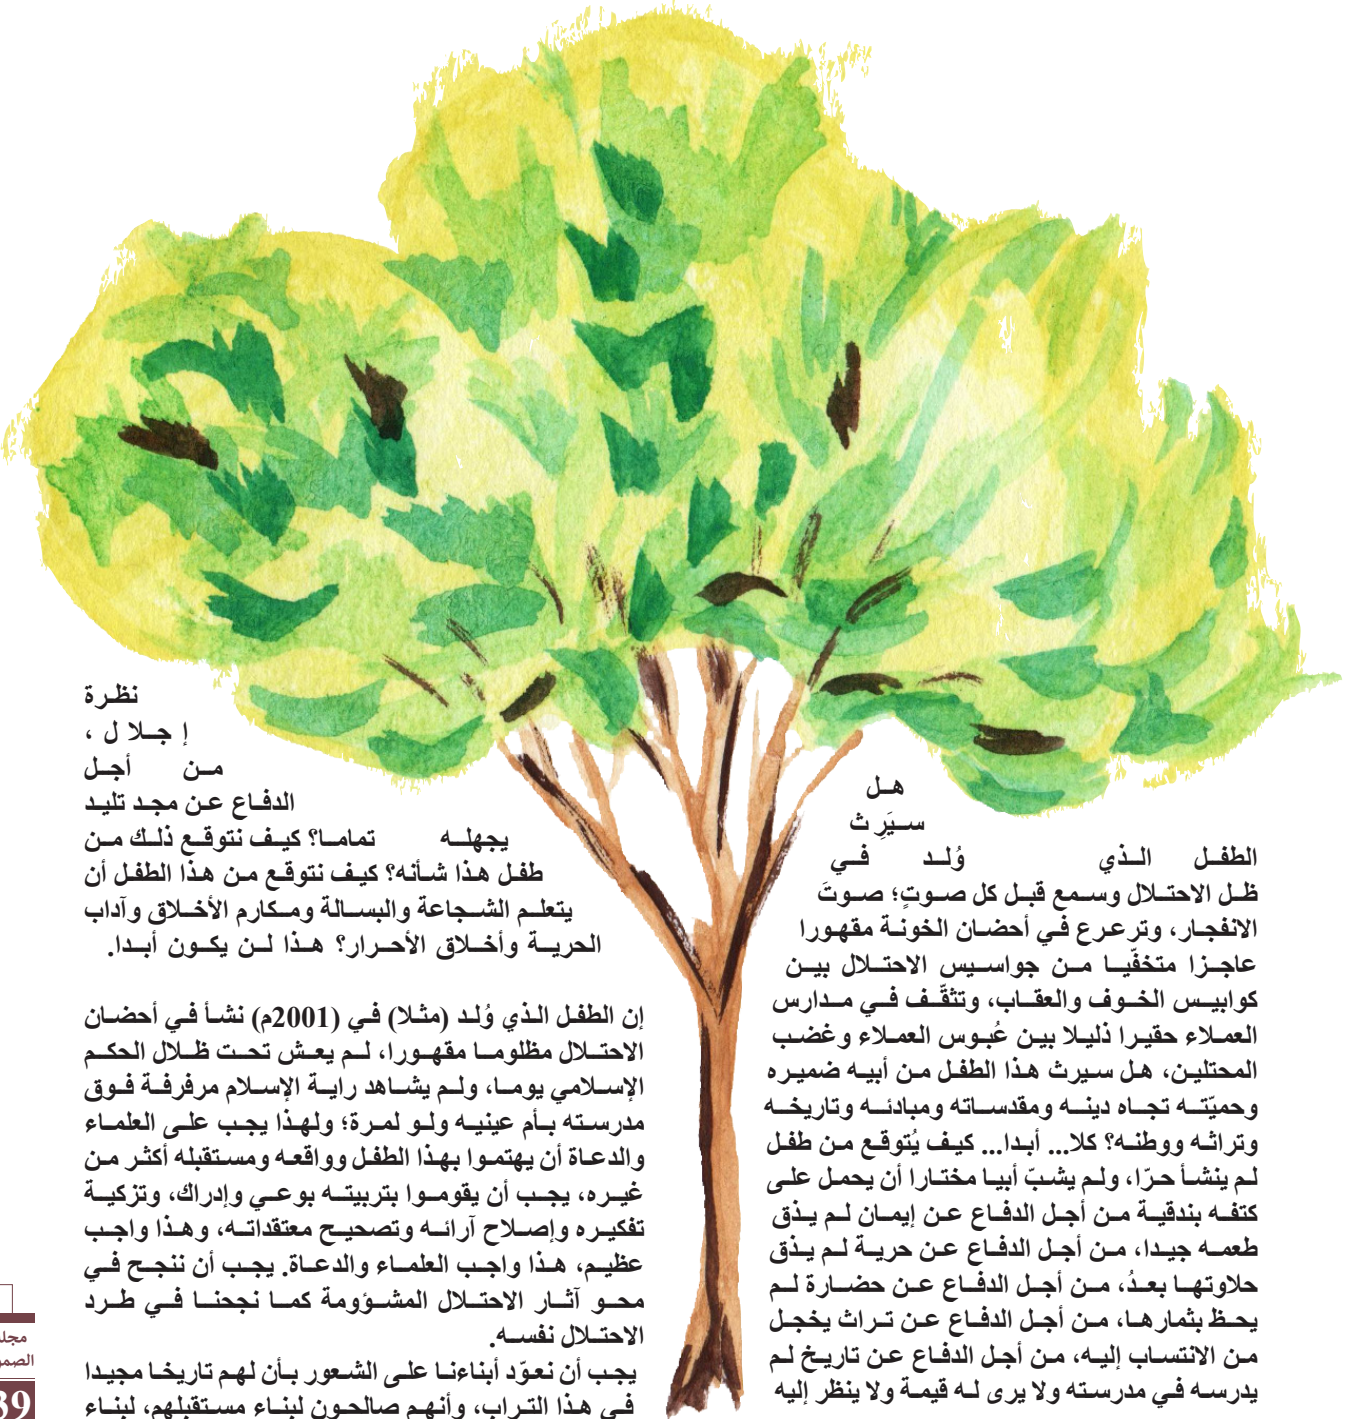 هل
سيَرِث
الطفل الذي وُلد في
ظل الاحتلال وسمع قبل كل صوتٍ؛ صوتَ
الانفجار، وترعرع في أحضان الخونة مقهورا
عاجزا متخفّيا من جواسيس الاحتلال بين
كوابيس الخوف والعقاب، وتثقّف في مدارس
العملاء حقيرا ذليلا بين عُبوس العملاء وغضب
المحتلين، هل سيرث هذا الطفل من أبيه ضميره
وحميّته تجاه دينه ومقدساته ومبادئه وتاريخه
وتراثه ووطنه؟ كلا... أبدا... كيف يُتوقع من طفل
لم ينشأ حرّا، ولم يشبّ أبيا مختارا أن يحمل على
كتفه بندقية من أجل الدفاع عن إيمان لم يذق
طعمه جيدا، من أجل الدفاع عن حرية لم يذق
حلاوتها بعدُ، من أجل الدفاع عن حضارة لم
يحظ بثمارها، من أجل الدفاع عن تراث يخجل
من الانتساب إليه، من أجل الدفاع عن تاريخ لم
يدرسه في مدرسته ولا يرى له قيمة ولا ينظر إليه
نظرة
إجلال،
من أجل
الدفاع عن مجد تليد
يجهله تماما؟ كيف نتوقع ذلك من
طفل هذا شأنه؟ كيف نتوقع من هذا الطفل أن
يتعلم الشجاعة والبسالة ومكارم الأخلاق وآداب
الحرية وأخلاق الأحرار؟ هذا لن يكون أبدا.
إن الطفل الذي وُلد (مثلا) في (2001م) نشأ في أحضان
الاحتلال مظلوما مقهورا، لم يعش تحت ظلال الحكم
الإسلامي يوما، ولم يشاهد راية الإسلام مرفرفة فوق
مدرسته بأم عينيه ولو لمرة؛ ولهذا يجب على العلماء
والدعاة أن يهتموا بهذا الطفل وواقعه ومستقبله أكثر من
غيره، يجب أن يقوموا بتربيته بوعي وإدراك، وتزكية
تفكيره وإصلاح آرائه وتصحيح معتقداته، وهذا واجب
عظيم، هذا واجب العلماء والدعاة. يجب أن ننجح في
محو آثار الاحتلال المشؤومة كما نجحنا في طرد
الاحتلال نفسه.
يجب أن نعوّد أبناءنا على الشعور بأن لهم تاريخا مجيدا
في هذا التراب، وأنهم صالحون لبناء مستقبلهم، لبناء
39